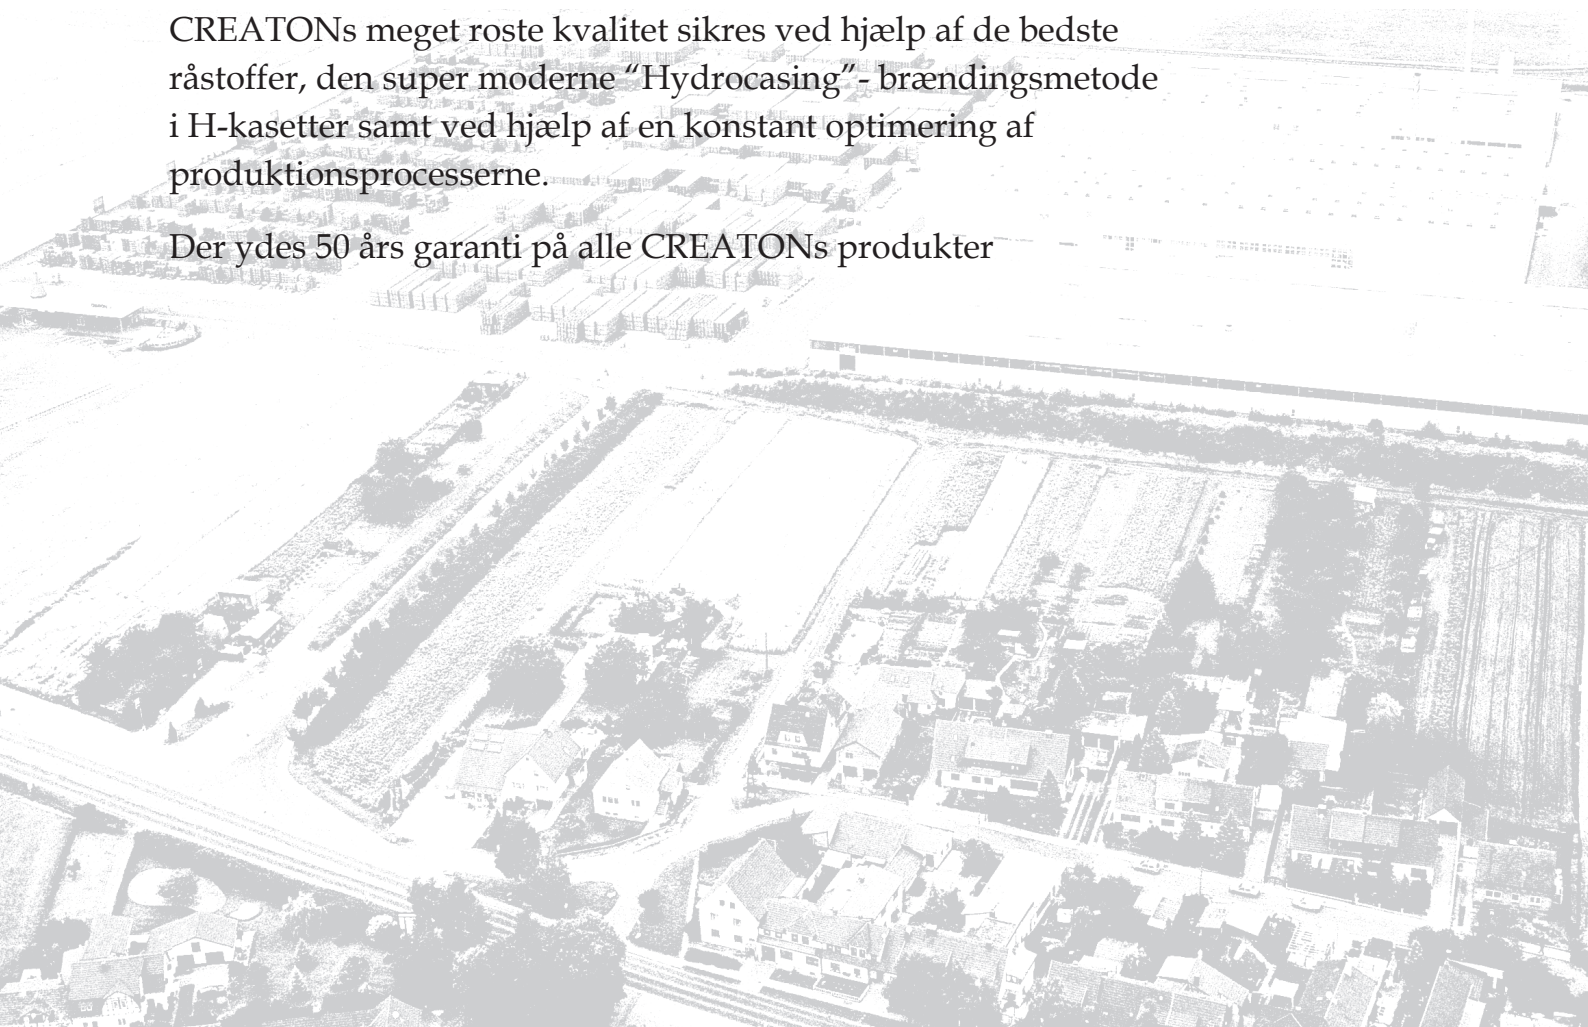 CREATONs meget roste kvalitet sikres ved hjælp af de bedste
råstoffer, den super moderne “Hydrocasing”- brændingsmetode
i H-kasetter samt ved hjælp af en konstant optimering af
produktionsprocesserne.
Der ydes 50 års garanti på alle CREATONs produkter